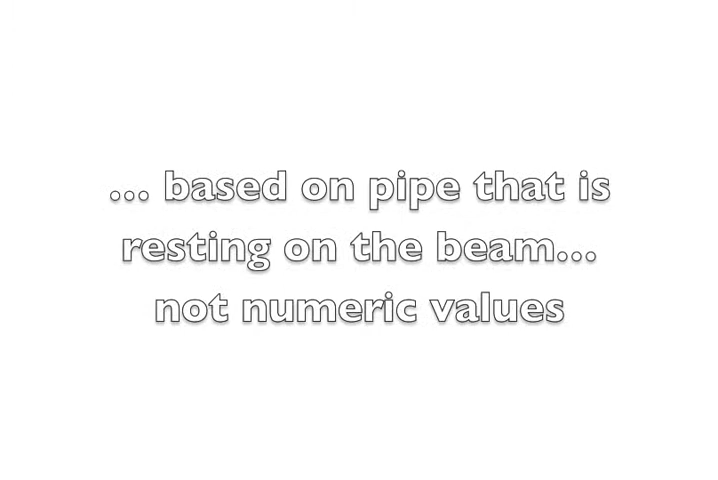 ... based on pipe that is
resting on the beam...
not numeric values